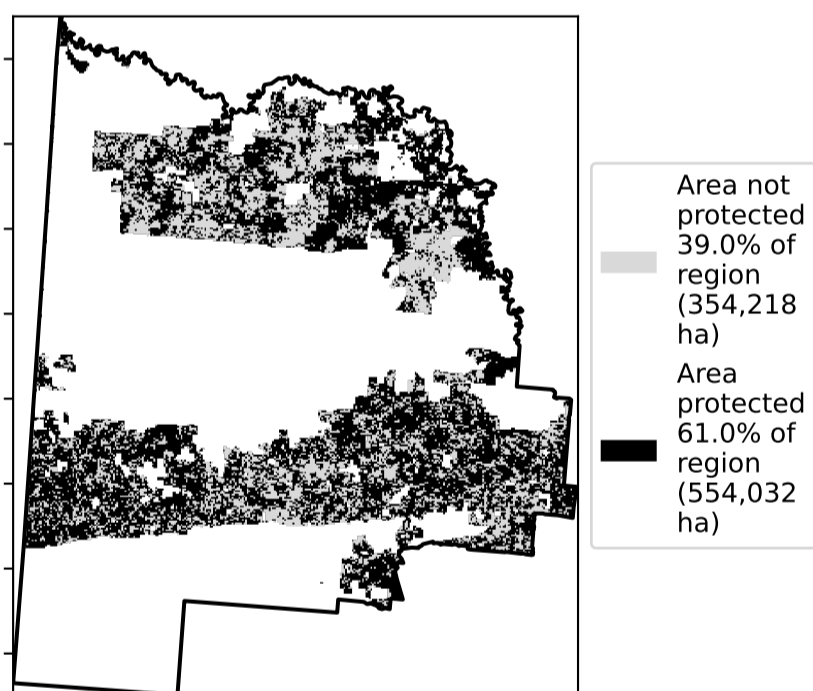 Area not
protected
39.0% of
region
(354,218
ha)
Area
protected
61.0% of
region
(554,032
ha)